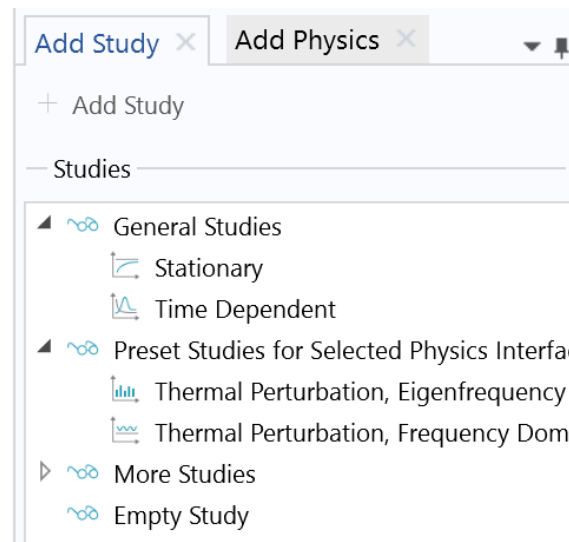 Add Study Add Physics
Add Study
Studies
General Studies
Stationary
Time Dependent
Preset Studies for Selected Physics Interfa
Thermal Perturbation, Eigenfrequency
Thermal Perturbation, Frequency Dom
More Studies
Empty Study